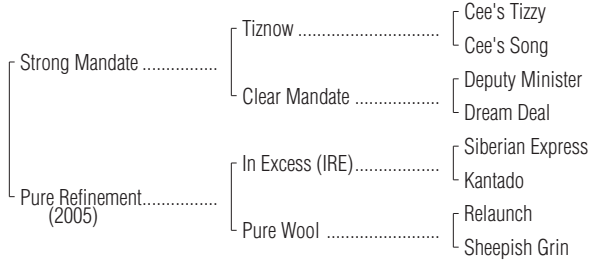 Cee's Tizzy
Tiznow ..................................
Cee's Song
Strong Mandate ................
Deputy Minister
Clear Mandate ....................
Dream Deal
Siberian Express
In Excess (IRE)....................
Kantado
Pure Refinement................
(2005)
Relaunch
Pure Wool ...........................
Sheepish Grin